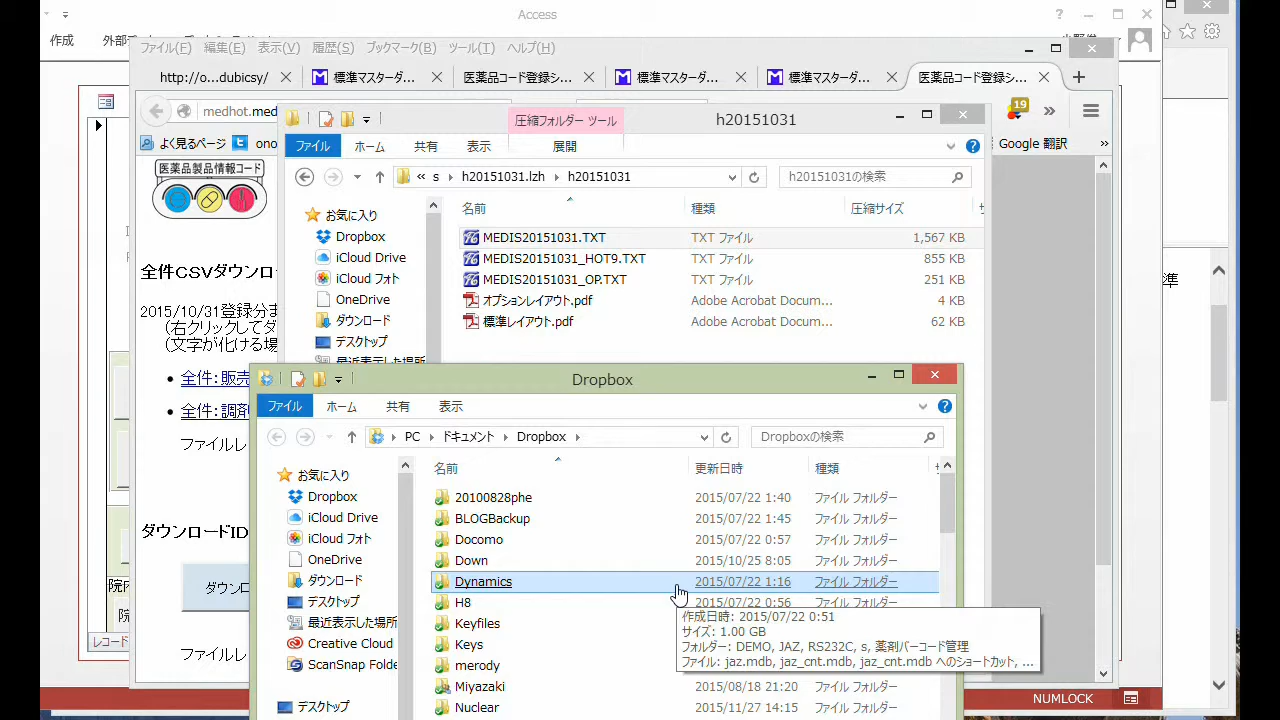 Access
作成
外部デ
小野俊
ファイル(F) 編集(E) 表示(V) 履歴(S) ブックマーク(B) ツール(T) ヘルプ(H)
http://o...dubicsy/
標準マスターダ...
医薬品コード登録シ...
標準マスターダ...
標準マスターダ...
医薬品コード登録シ...
medhot.med
19
よく見るページ
ono
Google 翻訳
医薬品製品情報コード
全件CSVダウンロ
2015/10/31登録分ま
(右クリックしてダ
(文字が化ける場
全件:販売
全件:調剤
ファイルレ
ダウンロードID
ダウンロ
ファイルレ
院内
院
レコード
準
圧縮フォルダー ツール
h20151031
ファイル ホーム 共有 表示 展開
« s › h20151031.lzh › h20151031
h20151031の検索
お気に入り
Dropbox
iCloud Drive
iCloud フォト
OneDrive
ダウンロード
デスクトップ
最近表示した場所
名前 種類 圧縮サイズ
MEDIS20151031.TXT TXT ファイル 1,567 KB
MEDIS20151031_HOT9.TXT TXT ファイル 855 KB
MEDIS20151031_OP.TXT TXT ファイル 251 KB
オプションレイアウト.pdf Adobe Acrobat Docum... 4 KB
標準レイアウト.pdf Adobe Acrobat Docum... 62 KB
Dropbox
ファイル ホーム 共有 表示
PC › ドキュメント › Dropbox ›
Dropboxの検索
お気に入り
Dropbox
iCloud Drive
iCloud フォト
OneDrive
ダウンロード
デスクトップ
最近表示した場所
Creative Cloud
ScanSnap Folde
デスクトップ
名前 更新日時 種類
20100828phe 2015/07/22 1:40 ファイル フォルダー
BLOGBackup 2015/07/22 1:45 ファイル フォルダー
Docomo 2015/07/22 0:57 ファイル フォルダー
Down 2015/10/25 8:05 ファイル フォルダー
Dynamics 2015/07/22 1:16 ファイル フォルダー
H8 2015/07/22 0:56 ファイル フォルダー
Keyfiles
Keys
merody
Miyazaki 2015/08/18 21:20 ファイル フォルダー
Nuclear 2015/11/27 14:15 ファイル フォルダー
作成日時: 2015/07/22 0:51
サイズ: 1.00 GB
フォルダー: DEMO, JAZ, RS232C, s, 薬剤バーコード管理
ファイル: jaz.mdb, jaz_cnt.mdb, jaz_cnt.mdb へのショートカット, ...
NUMLOCK